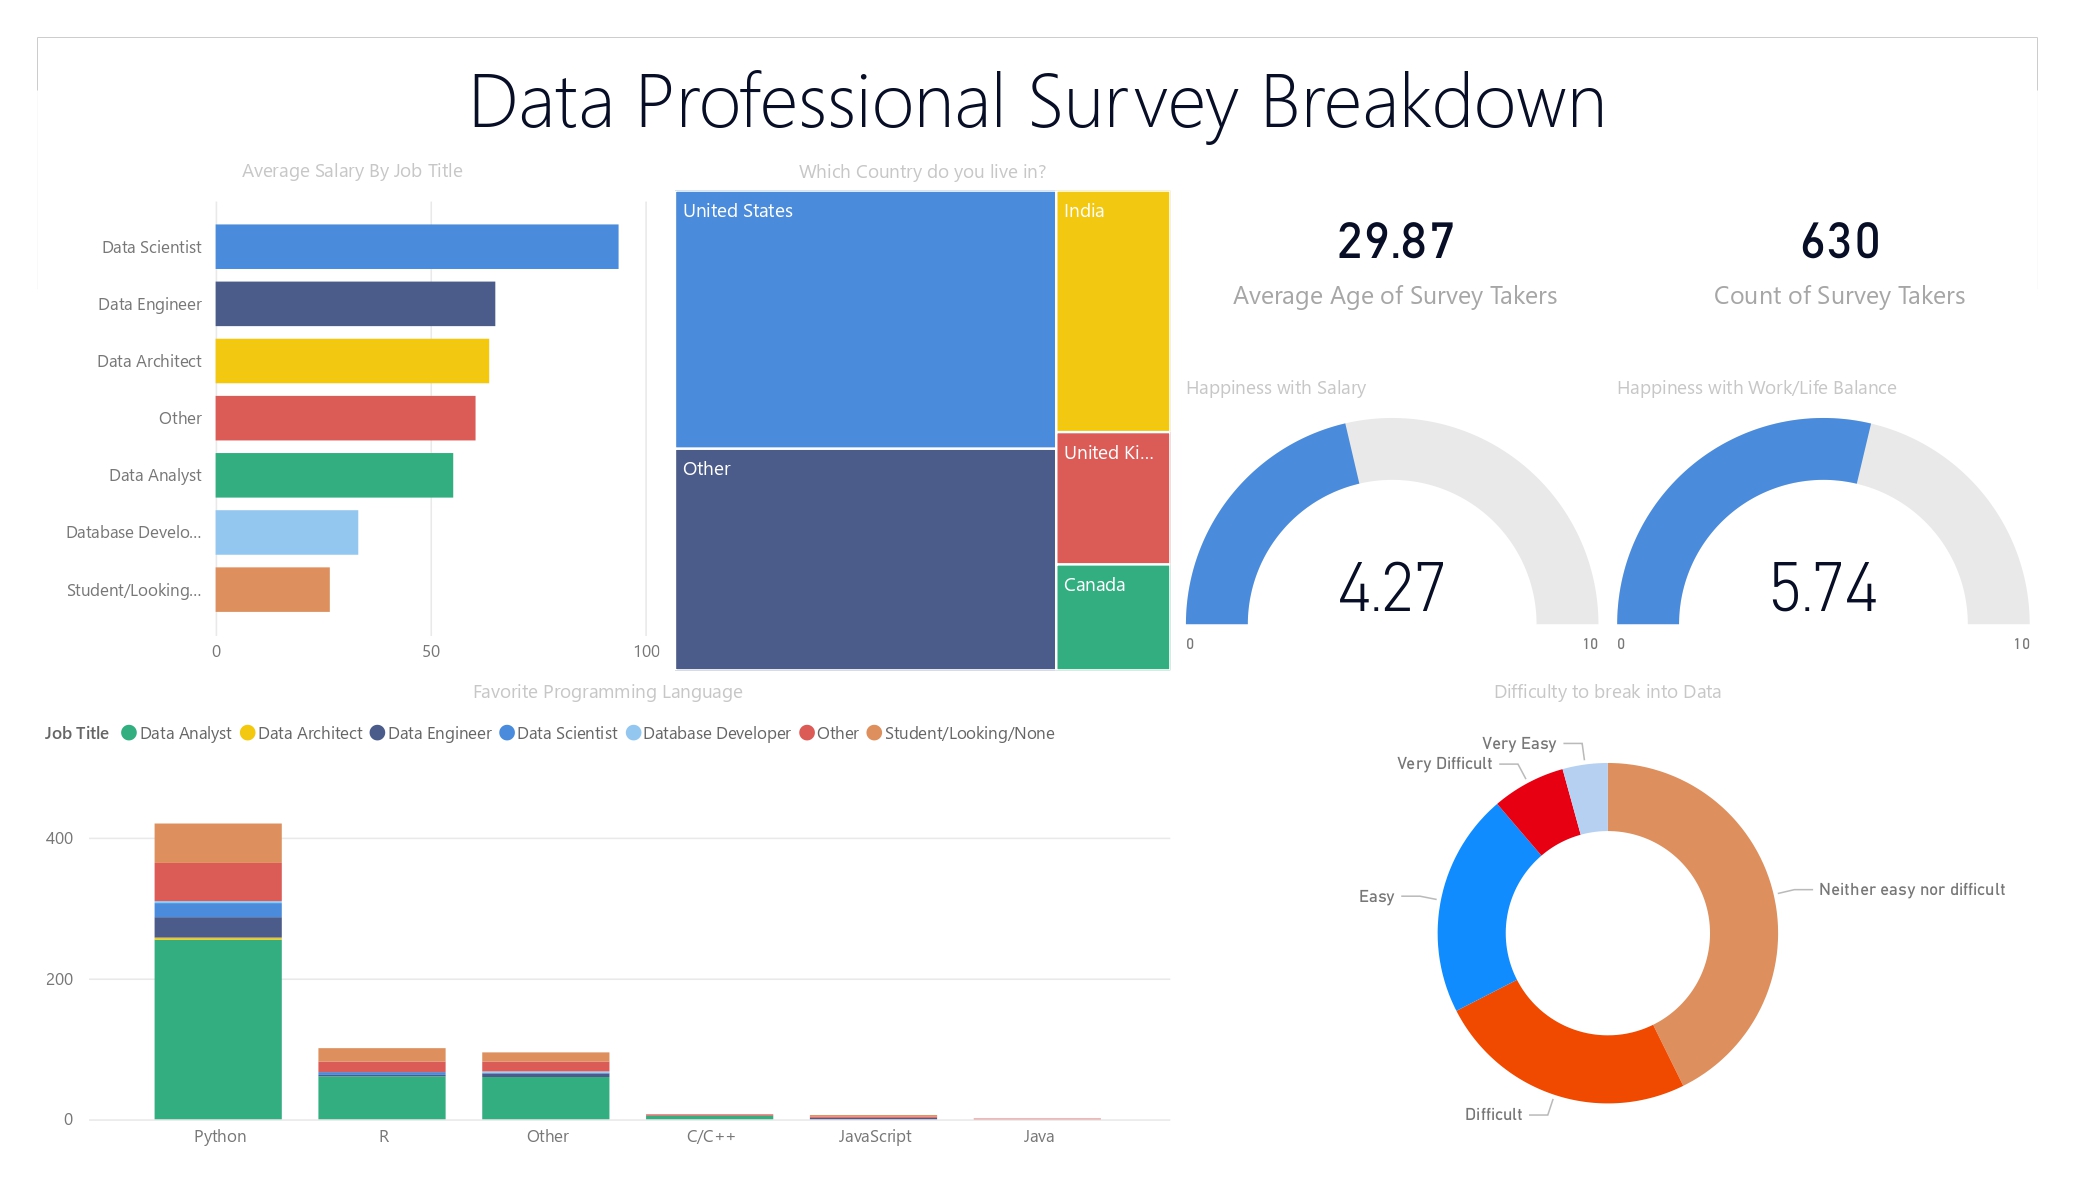 Data Professional Survey Breakdown
Average Salary By Job Title
Data Scientist
Data Engineer
Data Architect
Other
Data Analyst
Database Develo...
Student/Looking...
0
50
100
Which Country do you live in?
United States
India
Other
United Ki...
Canada
29.87
Average Age of Survey Takers
630
Count of Survey Takers
Happiness with Salary
4.27
0
10
Happiness with Work/Life Balance
5.74
0
10
Favorite Programming Language
Job Title Data Analyst Data Architect Data Engineer Data Scientist Database Developer Other Student/Looking/None
400
200
0
Python
R
Other
C/C++
JavaScript
Java
Difficulty to break into Data
Very Easy
Very Difficult
Easy
Neither easy nor difficult
Difficult